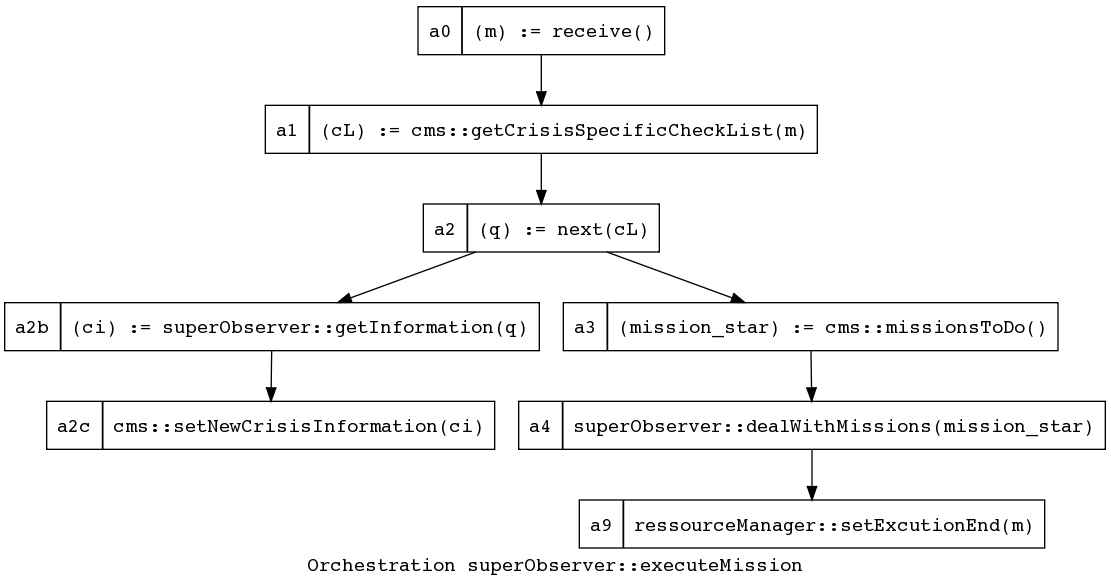 a0 (m) := receive()
a1 (cL) := cms::getCrisisSpecificCheckList(m)
a2 (q) := next(cL)
a2b (ci) := superObserver::getInformation(q)
a3 (mission_star) := cms::missionsToDo()
a2c cms::setNewCrisisInformation(ci)
a4 superObserver::dealWithMissions(mission_star)
a9 ressourceManager::setExcutionEnd(m)
Orchestration superObserver::executeMission